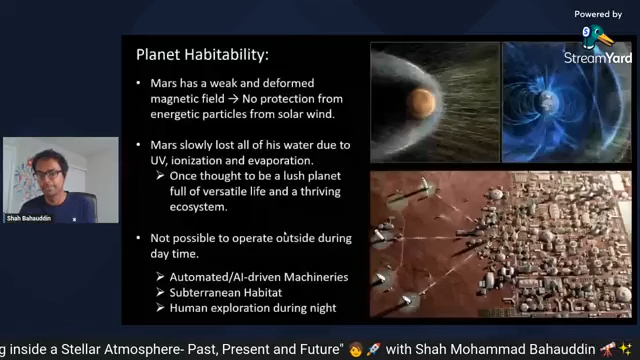 Powered by
StreamYard
Planet Habitability:
• Mars has a weak and deformed
magnetic field → No protection from
energetic particles from solar wind.
• Mars slowly lost all of his water due to
UV, ionization and evaporation.
➢ Once thought to be a lush planet
full of versatile life and a thriving
ecosystem.
• Not possible to operate outside during
day time.
➢ Automated/AI-driven Machineries
➢ Subterranean Habitat
➢ Human exploration during night
Shah Bahauddin
g inside a Stellar Atmosphere- Past, Present and Future" 🧑🚀 with Shah Mohammad Bahauddin 🔭✨